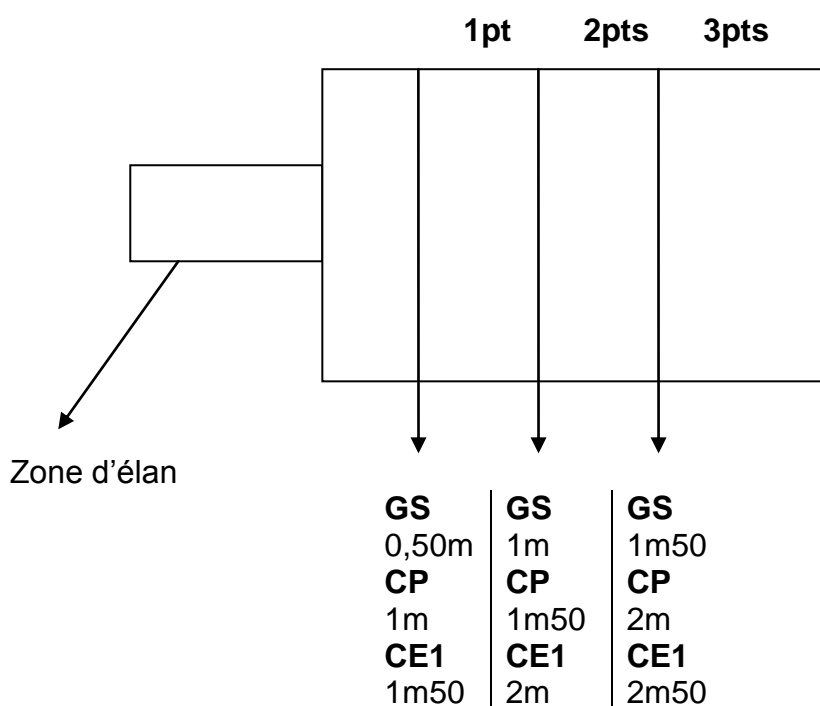 1pt 2pts 3pts
Zone d’élan
GS GS GS
0,50m 1m 1m50
CP CP CP
1m 1m50 2m
CE1 CE1 CE1
1m50 2m 2m50